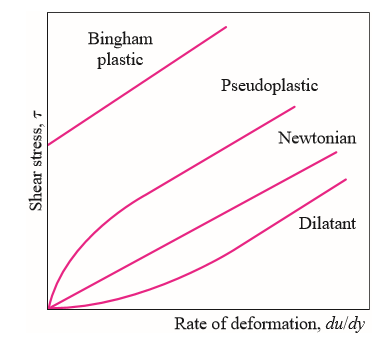 Bingham
plastic
Pseudoplastic
Newtonian
Dilatant
Shear stress, τ
Rate of deformation, du/dy